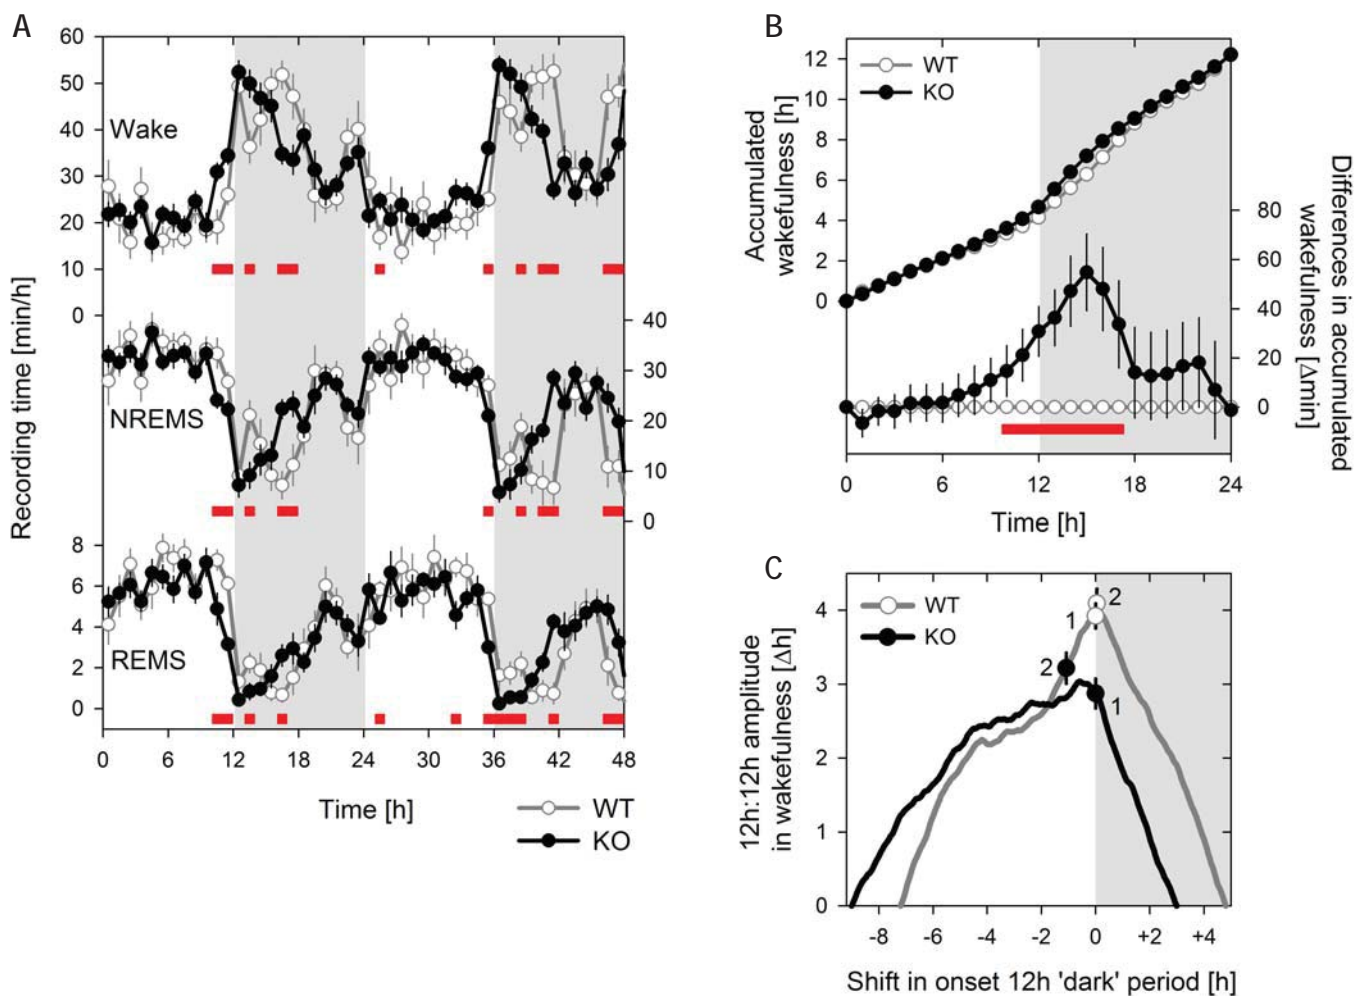 A
60
50
40
30
20
10
0
Wake
40
30
20
10
0
NREMS
8
6
4
2
0
REMS
Recording time [min/h]
0 6 12 18 24 30 36 42 48
Time [h]
WT
KO
B
12
10
8
6
4
2
0
WT
KO
Accumulated
wakefulness [h]
80
60
40
20
0
Differences in accumulated
wakefulness [Δmin]
0 6 12 18 24
Time [h]
C
4
3
2
1
0
WT
KO
1
2
2
1
12h:12h amplitude
in wakefulness [Δh]
-8 -6 -4 -2 0 +2 +4
Shift in onset 12h 'dark' period [h]